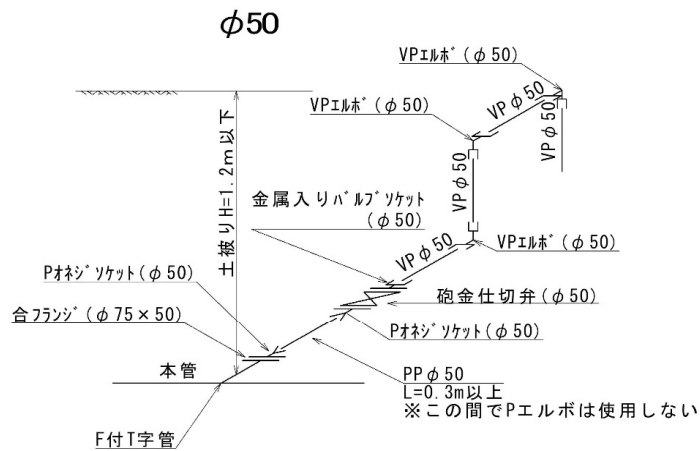 φ50
VPｴﾙﾎﾞ(φ50)
VPφ50
VPφ50
VPｴﾙﾎﾞ(φ50)
土被りH=1.2m以下
VPφ50
金属入りﾊﾞﾙﾌﾞｿｹｯﾄ
(φ50)
VPｴﾙﾎﾞ(φ50)
VPφ50
Pオネｼﾞｿｹｯﾄ(φ50)
砲金仕切弁(φ50)
合ﾌﾗﾝｼﾞ(φ75×50)
Pオネｼﾞｿｹｯﾄ(φ50)
本管
PPφ50
L=0.3m以上
※この間でPエルボは使用しない
F付T字管